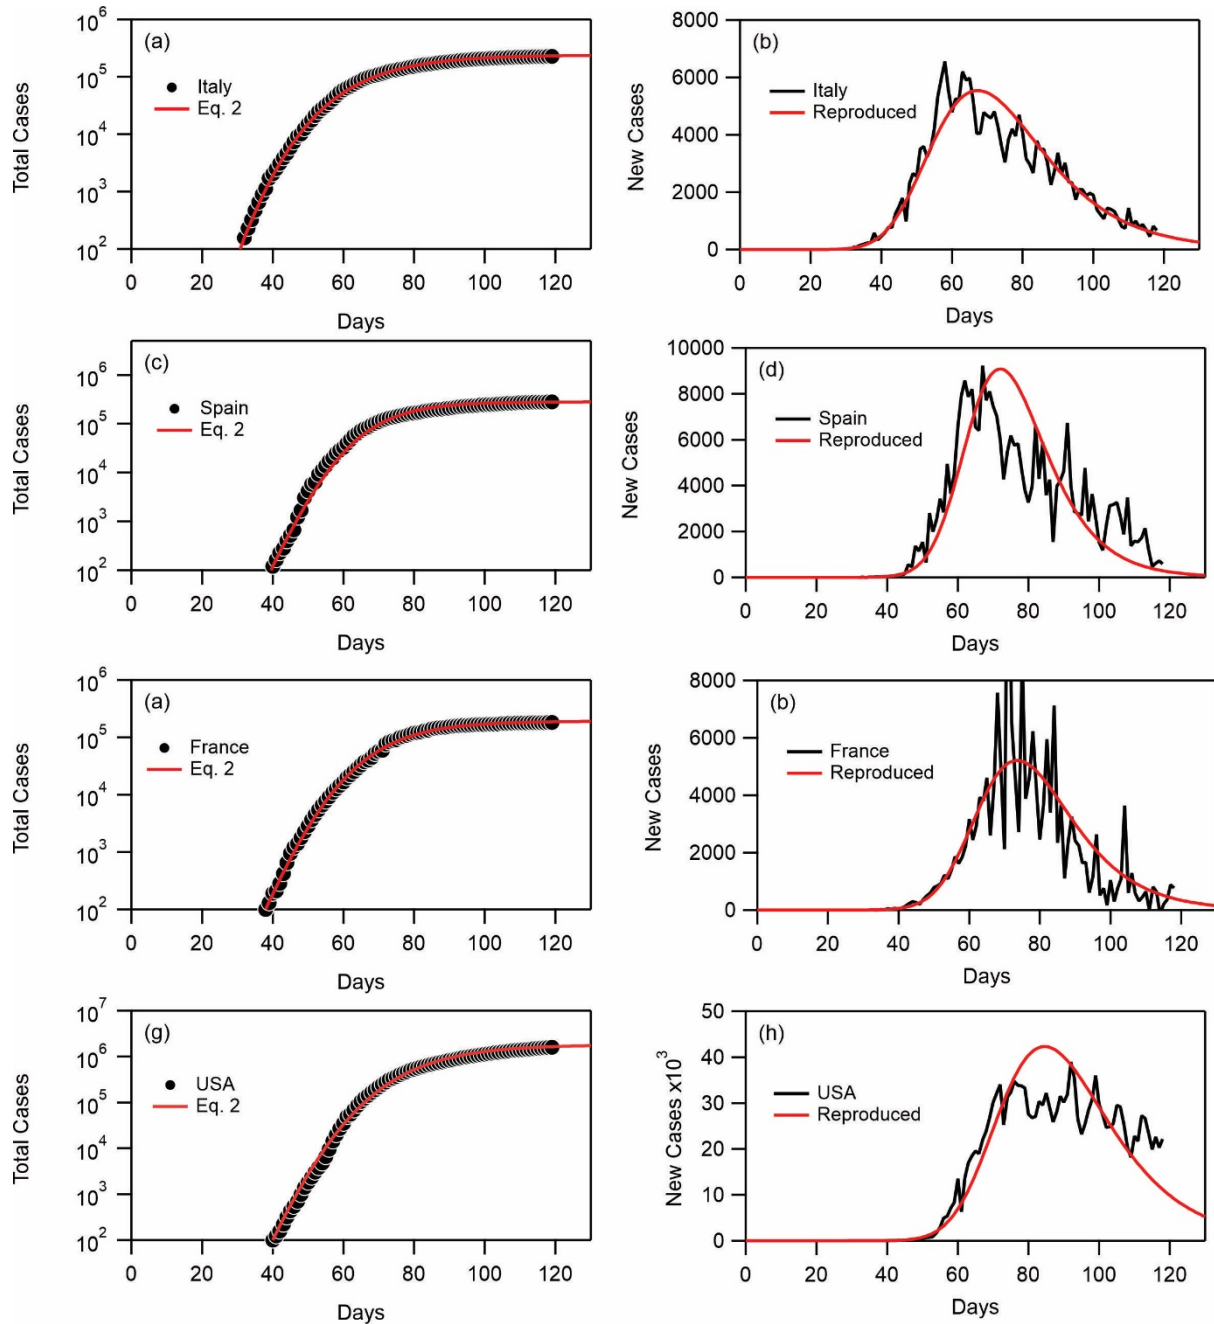 (a)
Italy
Eq. 2
Total Cases
10^6
10^5
10^4
10^3
10^2
0 20 40 60 80 100 120
Days
(b)
Italy
Reproduced
New Cases
8000
6000
4000
2000
0
0 20 40 60 80 100 120
Days
(c)
Spain
Eq. 2
Total Cases
10^6
10^5
10^4
10^3
10^2
0 20 40 60 80 100 120
Days
(d)
Spain
Reproduced
New Cases
10000
8000
6000
4000
2000
0
0 20 40 60 80 100 120
Days
(a)
France
Eq. 2
Total Cases
10^6
10^5
10^4
10^3
10^2
0 20 40 60 80 100 120
Days
(b)
France
Reproduced
New Cases
8000
6000
4000
2000
0
0 20 40 60 80 100 120
Days
(g)
USA
Eq. 2
Total Cases
10^7
10^6
10^5
10^4
10^3
10^2
0 20 40 60 80 100 120
Days
(h)
USA
Reproduced
New Cases x10^3
50
40
30
20
10
0
0 20 40 60 80 100 120
Days